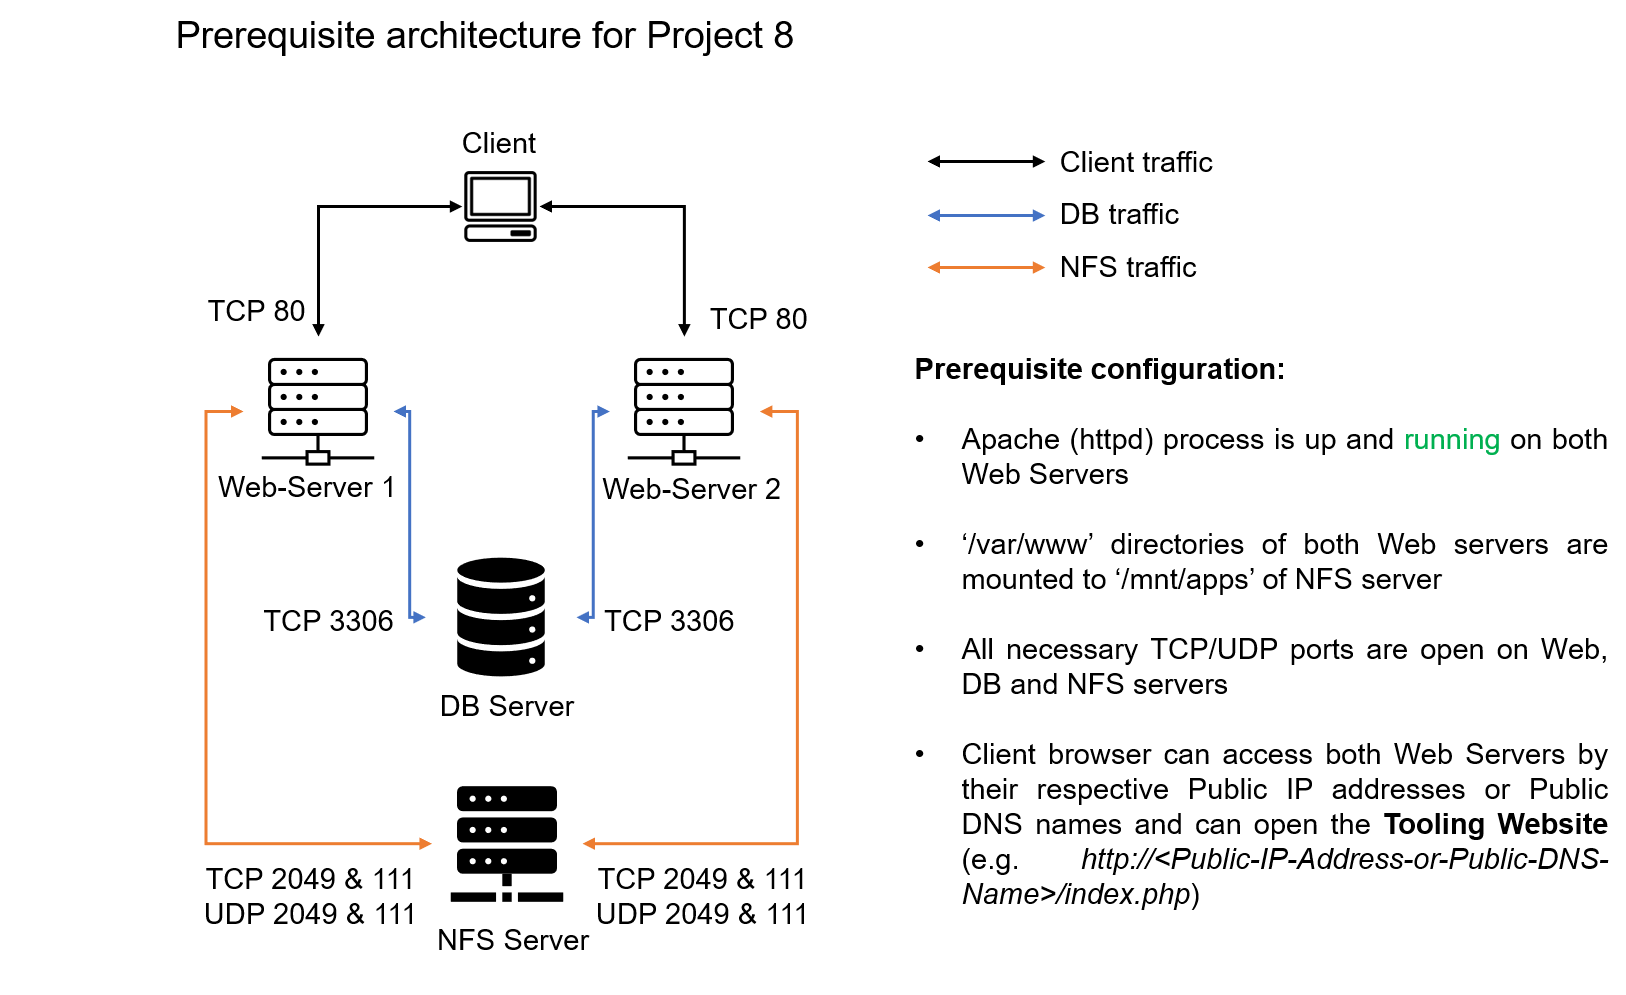 Prerequisite architecture for Project 8
Client
TCP 80
TCP 80
Web-Server 1
Web-Server 2
TCP 3306
TCP 3306
DB Server
TCP 2049 & 111
UDP 2049 & 111
TCP 2049 & 111
UDP 2049 & 111
NFS Server
Client traffic
DB traffic
NFS traffic
Prerequisite configuration:
• Apache (httpd) process is up and running on both
Web Servers
• ‘/var/www’ directories of both Web servers are
mounted to ‘/mnt/apps’ of NFS server
• All necessary TCP/UDP ports are open on Web,
DB and NFS servers
• Client browser can access both Web Servers by
their respective Public IP addresses or Public
DNS names and can open the Tooling Website
(e.g. http://<Public-IP-Address-or-Public-DNS-
Name>/index.php)